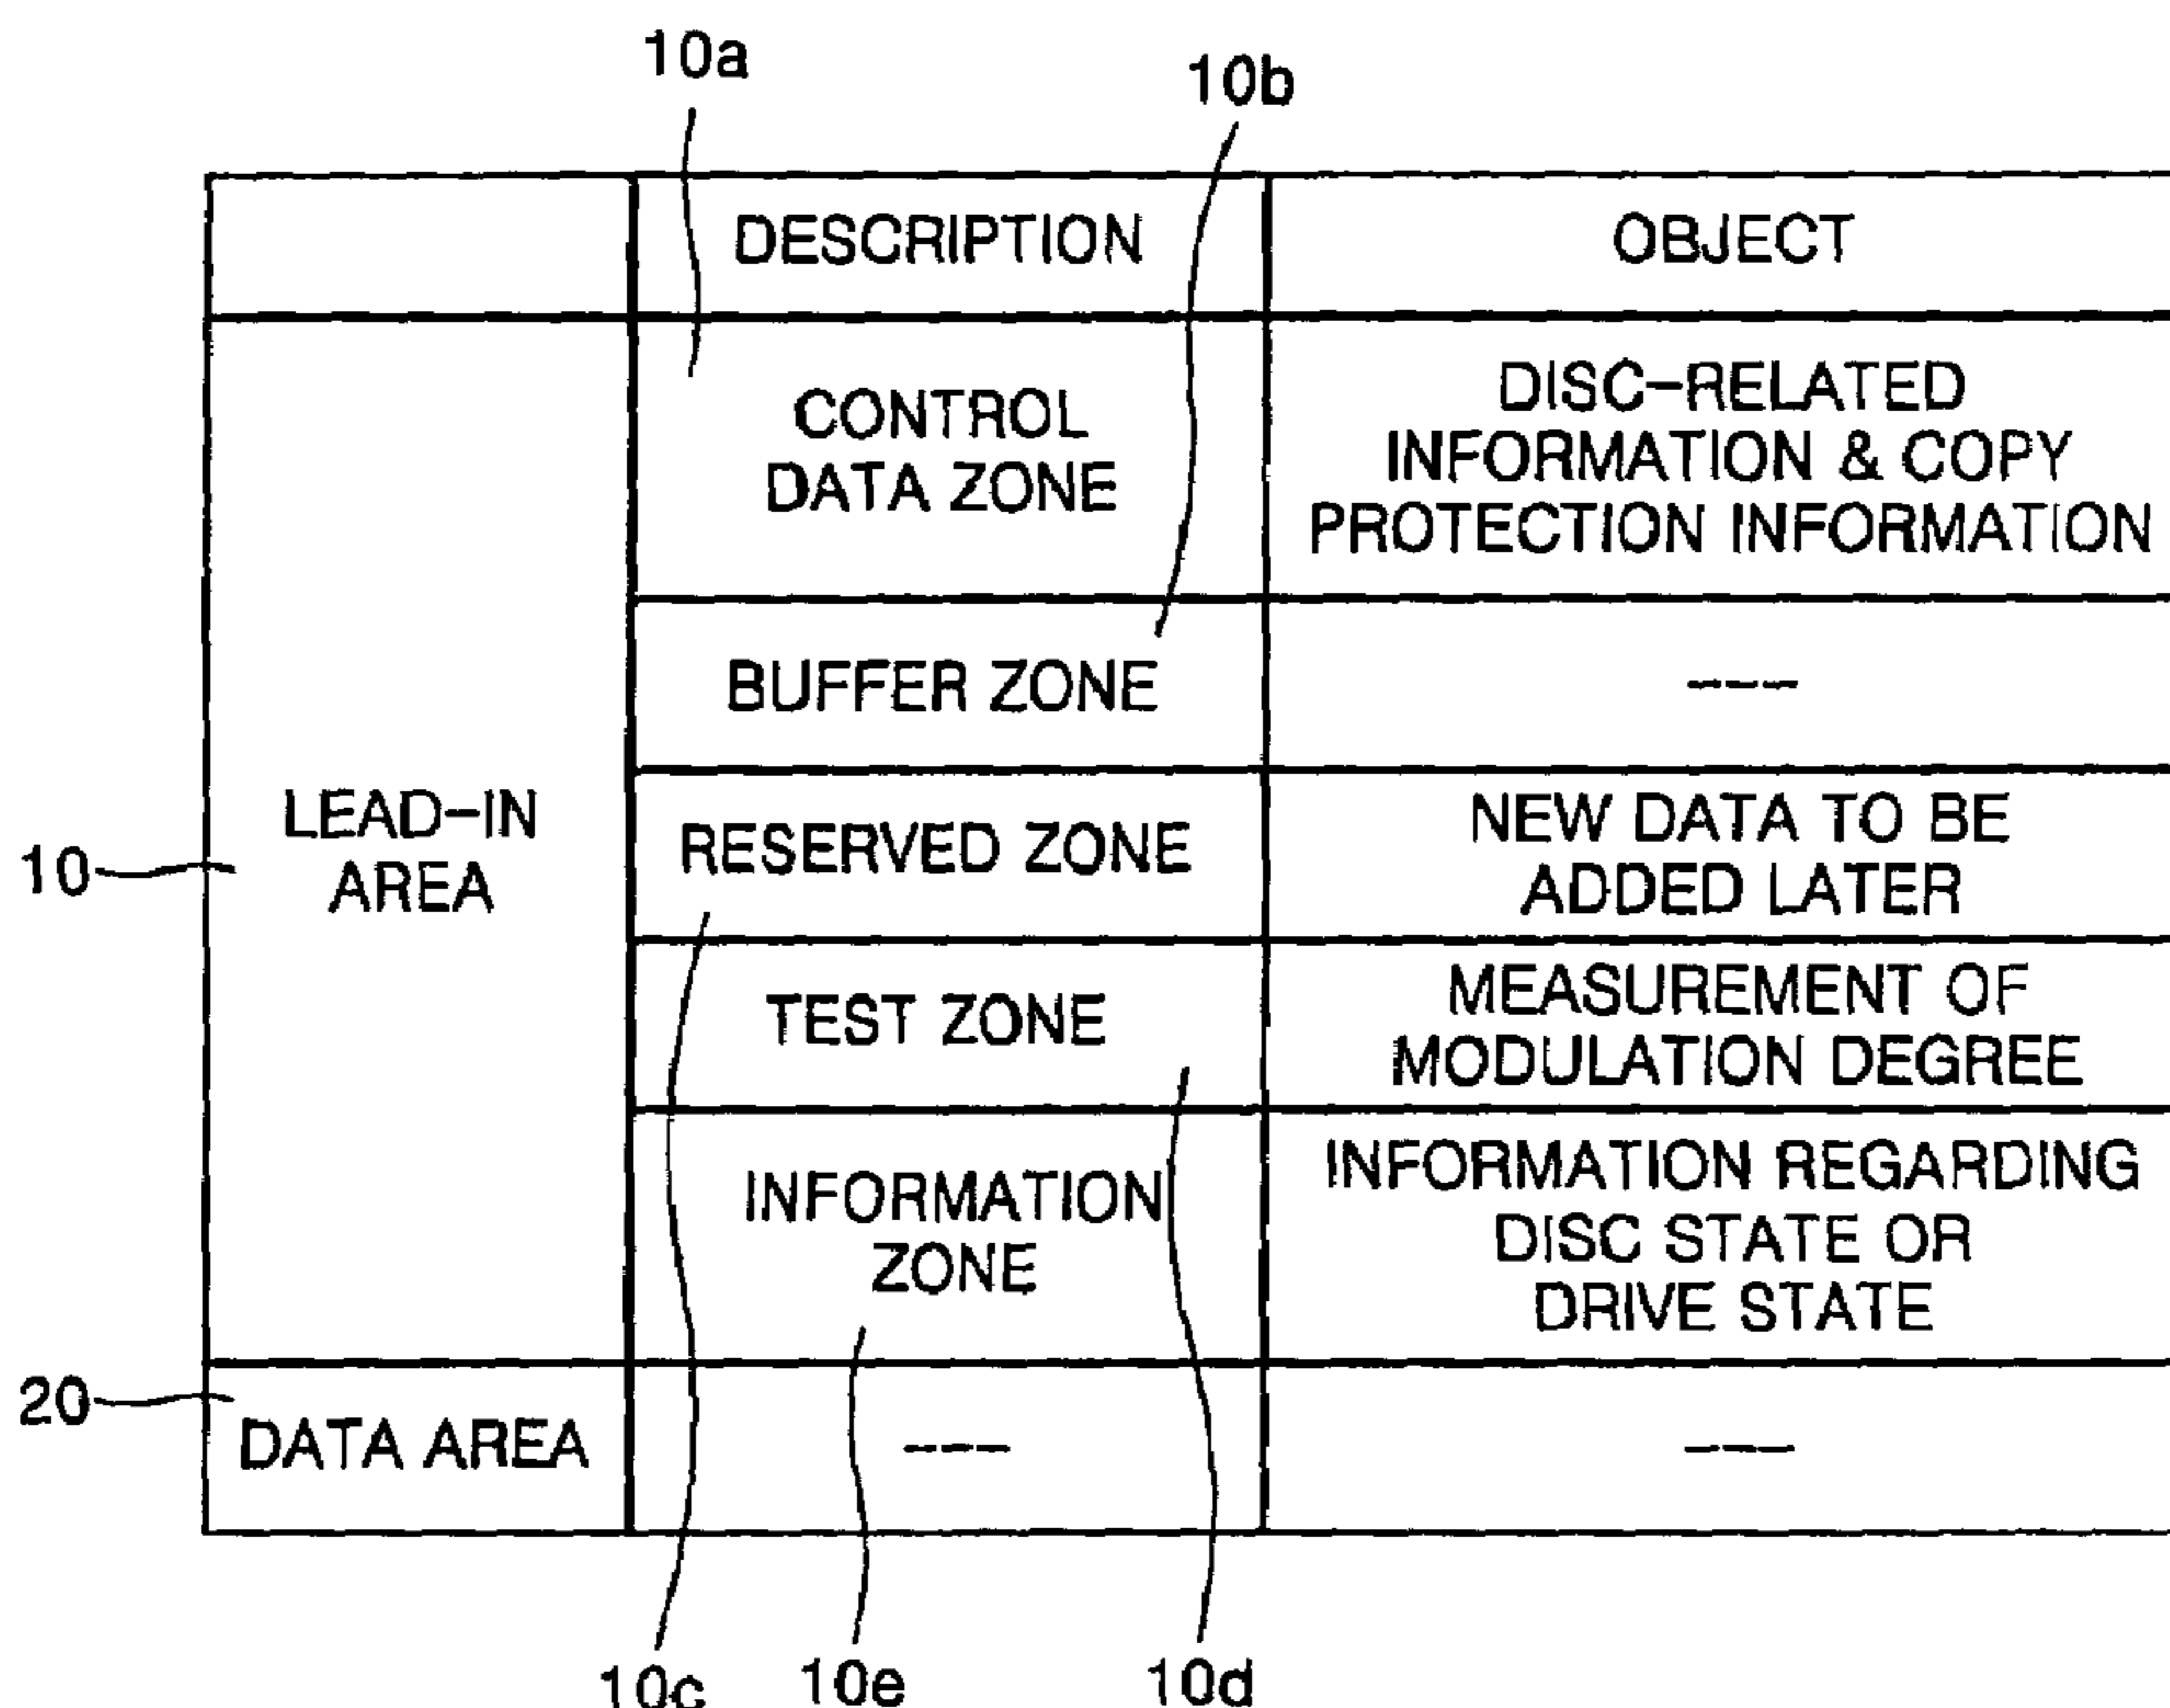 10a
10b
DESCRIPTION
OBJECT
CONTROL
DATA ZONE
DISC-RELATED
INFORMATION & COPY
PROTECTION INFORMATION
BUFFER ZONE
---
10
LEAD-IN
AREA
RESERVED ZONE
NEW DATA TO BE
ADDED LATER
TEST ZONE
MEASUREMENT OF
MODULATION DEGREE
INFORMATION
ZONE
INFORMATION REGARDING
DISC STATE OR
DRIVE STATE
20
DATA AREA
---
---
10c
10e
10d